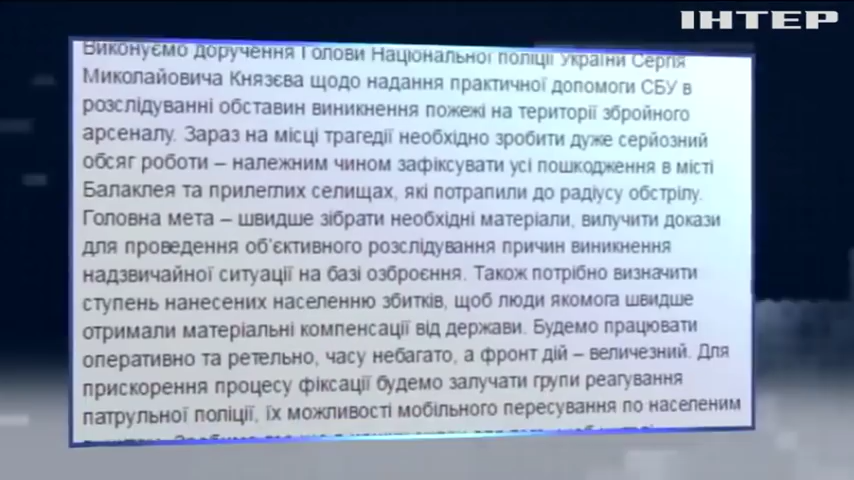 ІНТЕР
Виконуємо доручення Голови Національної поліції України Сергія
Миколайовича Князєва щодо надання практичної допомоги СБУ в
розслідуванні обставин виникнення пожежі на території збройного
арсеналу. Зараз на місці трагедії необхідно зробити дуже серйозний
обсяг роботи – належним чином зафіксувати усі пошкодження в місті
Балаклея та прилеглих селищах, які потрапили до радіусу обстрілу.
Головна мета – швидше зібрати необхідні матеріали, вилучити докази
для проведення об'єктивного розслідування причин виникнення
надзвичайної ситуації на базі озброєння. Також потрібно визначити
ступень нанесених населенню збитків, щоб люди якомога швидше
отримали матеріальні компенсації від держави. Будемо працювати
оперативно та ретельно, часу небагато, а фронт дій – величезний. Для
прискорення процесу фіксації будемо залучати групи реагування
патрульної поліції, їх можливості мобільного пересування по населеним